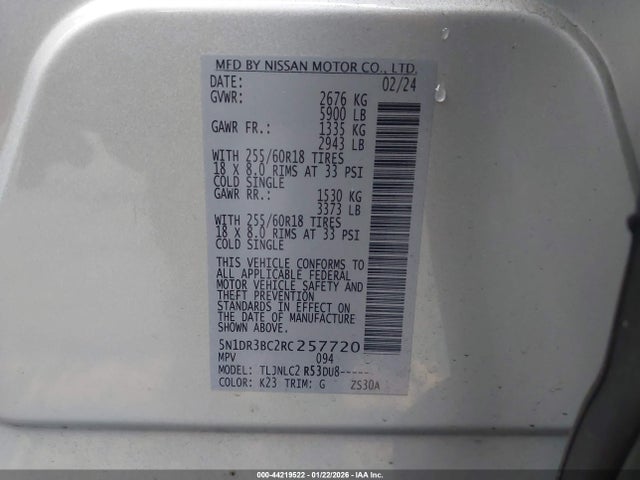 MFD BY NISSAN MOTOR CO., LTD.
DATE: 02/24
GVWR: 2676 KG
5900 LB
GAWR FR.: 1335 KG
2943 LB
WITH 255/60R18 TIRES
18 X 8.0 RIMS AT 33 PSI
COLD SINGLE
GAWR RR.: 1530 KG
3373 LB
WITH 255/60R18 TIRES
18 X 8.0 RIMS AT 33 PSI
COLD SINGLE
THIS VEHICLE CONFORMS TO
ALL APPLICABLE FEDERAL
MOTOR VEHICLE SAFETY AND
THEFT PREVENTION
STANDARDS IN EFFECT ON
THE DATE OF MANUFACTURE
SHOWN ABOVE.
5N1DR3BC2RC257720
MPV 094
MODEL: TLJNLC2 R53DU8-----
COLOR: K23 TRIM: G ZS30A
000-44219522 | 01/22/2026 - IAA Inc.